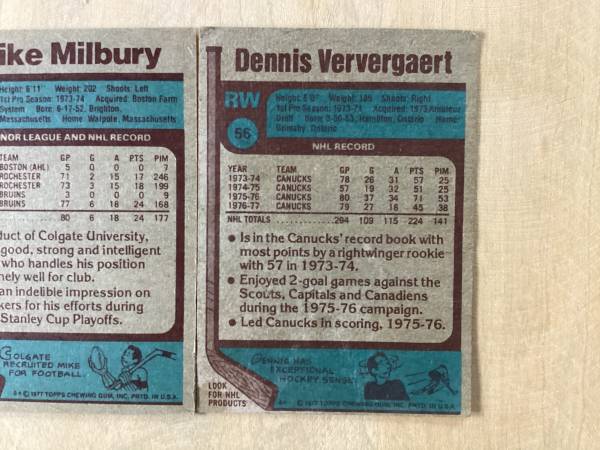 ike Milbury
Height: 6'11" Weight: 202 Shoots: Left
1st Pro Season: 1973-74 Acquired: Boston Farm
System Born: 6-17-52, Brighton,
Massachusetts Home: Walpole, Massachusetts
NOR LEAGUE AND NHL RECORD
TEAM GP G A PTS PIM
BOSTON (AHL) 5 0 0 0 7
ROCHESTER 71 2 15 17 246
ROCHESTER 73 3 15 18 199
BRUINS 3 0 0 0 9
BRUINS 77 6 18 24 168
80 6 18 24 177
duct of Colgate University,
good, strong and intelligent
who handles his position
nely well for club.
an indelible impression on
kers for his efforts during
Stanley Cup Playoffs.
COLGATE
RECRUITED MIKE
FOR FOOTBALL.
© 1977 TOPPS CHEWING GUM, INC. PRTD. IN U.S.A.
Dennis Ververgaert
RW
56
Weight: Shoots: Right
1st Pro Season: 1973-74 Acquired: 1973 Amateur
Draft Born: Hamilton, Ontario Home:
Ontario
NHL RECORD
YEAR TEAM GP G A PTS PIM
1973-74 CANUCKS 78 26 31 57 25
1974-75 CANUCKS 57 19 32 51 25
1975-76 CANUCKS 80 37 34 71 53
1976-77 CANUCKS 79 27 18 45 38
NHL TOTALS 294 109 115 224 141
• Is in the Canucks' record book with
most points by a rightwinger rookie
with 57 in 1973-74.
• Enjoyed 2-goal games against the
Scouts, Capitals and Canadiens
during the 1975-76 campaign.
• Led Canucks in scoring, 1975-76.
DENNIS HAS
EXCEPTIONAL
HOCKEY SENSE!
LOOK
FOR NHL
PRODUCTS
© 1977 TOPPS CHEWING GUM, INC. PRTD. IN U.S.A.